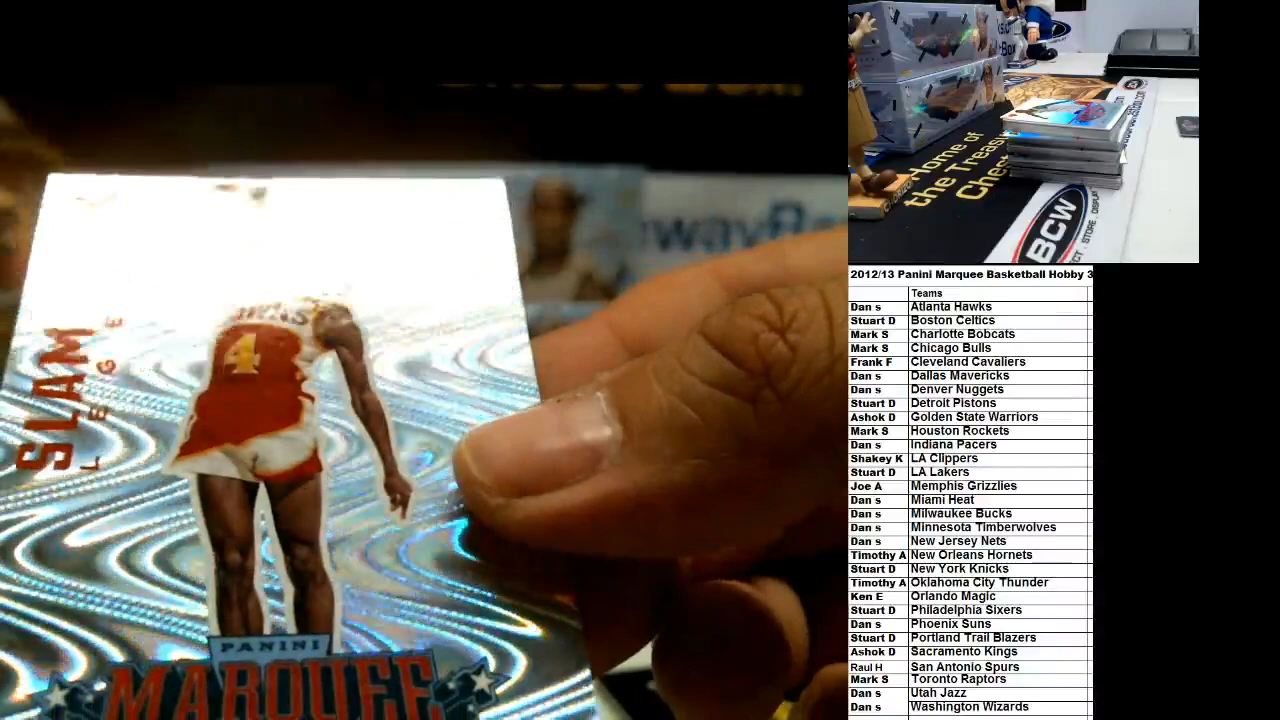 SLAM
LEGE
4
PANINI
MARQUEE
wayBo
Home of
the Treasu
Chest
BCW
STORE . DISPLAY
2012/13 Panini Marquee Basketball Hobby 3
Teams
Dan s Atlanta Hawks
Stuart D Boston Celtics
Mark S Charlotte Bobcats
Mark S Chicago Bulls
Frank F Cleveland Cavaliers
Dan s Dallas Mavericks
Dan s Denver Nuggets
Stuart D Detroit Pistons
Ashok D Golden State Warriors
Mark S Houston Rockets
Dan s Indiana Pacers
Shakey K LA Clippers
Stuart D LA Lakers
Joe A Memphis Grizzlies
Dan s Miami Heat
Dan s Milwaukee Bucks
Dan s Minnesota Timberwolves
Dan s New Jersey Nets
Timothy A New Orleans Hornets
Stuart D New York Knicks
Timothy A Oklahoma City Thunder
Ken E Orlando Magic
Stuart D Philadelphia Sixers
Dan s Phoenix Suns
Stuart D Portland Trail Blazers
Ashok D Sacramento Kings
Raul H San Antonio Spurs
Mark S Toronto Raptors
Dan s Utah Jazz
Dan s Washington Wizards